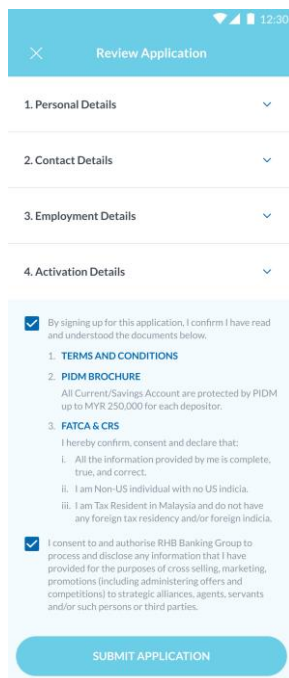 12:30
Review Application
1. Personal Details
2. Contact Details
3. Employment Details
4. Activation Details
By signing up for this application, I confirm I have read
and understood the documents below.
1. TERMS AND CONDITIONS
2. PIDM BROCHURE
All Current/Savings Account are protected by PIDM
up to MYR 250,000 for each depositor.
3. FATCA & CRS
I hereby confirm, consent and declare that:
i. All the information provided by me is complete,
true, and correct.
ii. I am Non-US individual with no US indicia.
iii. I am Tax Resident in Malaysia and do not have
any foreign tax residency and/or foreign indicia.
I consent to and authorise RHB Banking Group to
process and disclose any information that I have
provided for the purposes of cross selling, marketing,
promotions (including administering offers and
competitions) to strategic alliances, agents, servants
and/or such persons or third parties.
SUBMIT APPLICATION